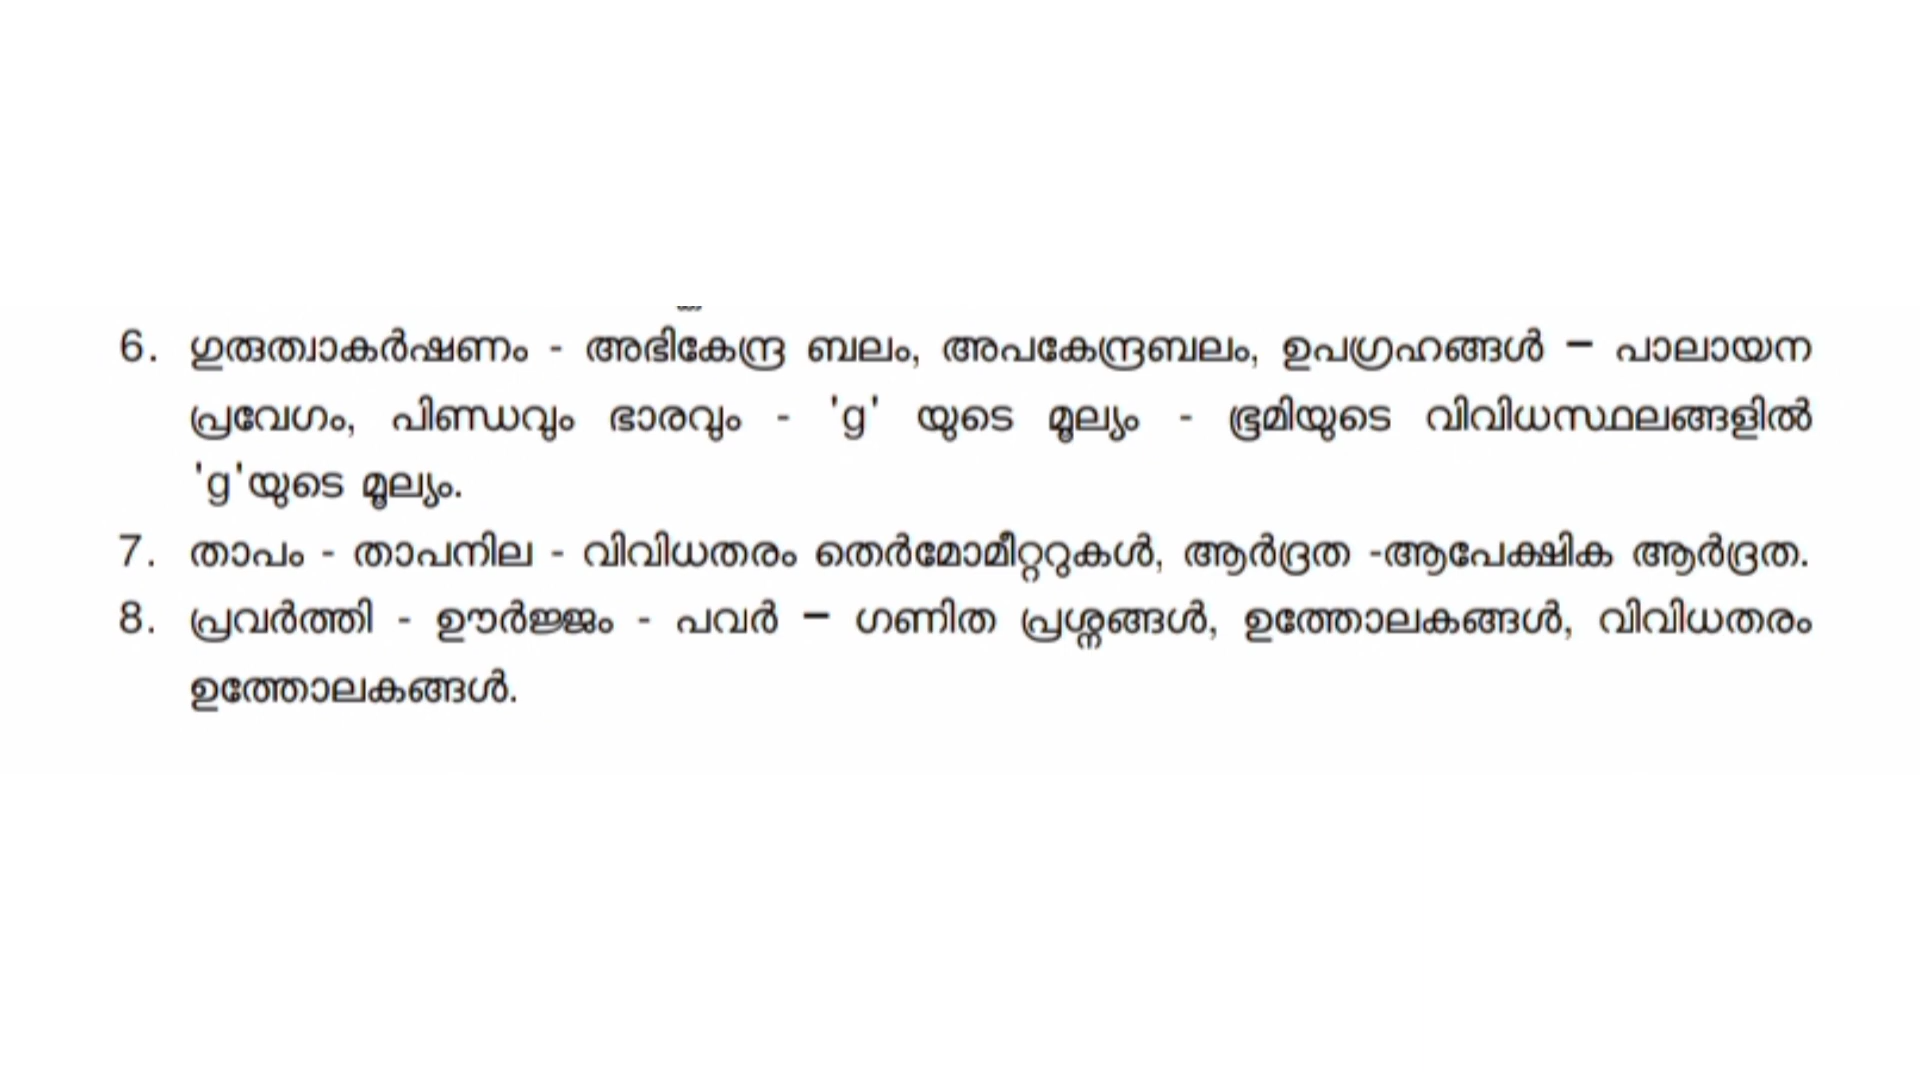 6. ഗുരുത്വാകർഷണം - അഭികേന്ദ്ര ബലം, അപകേന്ദ്രബലം, ഉപഗ്രഹങ്ങൾ – പാലായന
പ്രവേഗം, പിണ്ഡവും ഭാരവും - 'g' യുടെ മൂല്യം - ഭൂമിയുടെ വിവിധസ്ഥലങ്ങളിൽ
'g'യുടെ മൂല്യം.
7. താപം - താപനില - വിവിധതരം തെർമോമീറ്ററുകൾ, ആർദ്രത -ആപേക്ഷിക ആർദ്രത.
8. പ്രവർത്തി - ഊർജ്ജം - പവർ – ഗണിത പ്രശ്നങ്ങൾ, ഉത്തോലകങ്ങൾ, വിവിധതരം
ഉത്തോലകങ്ങൾ.